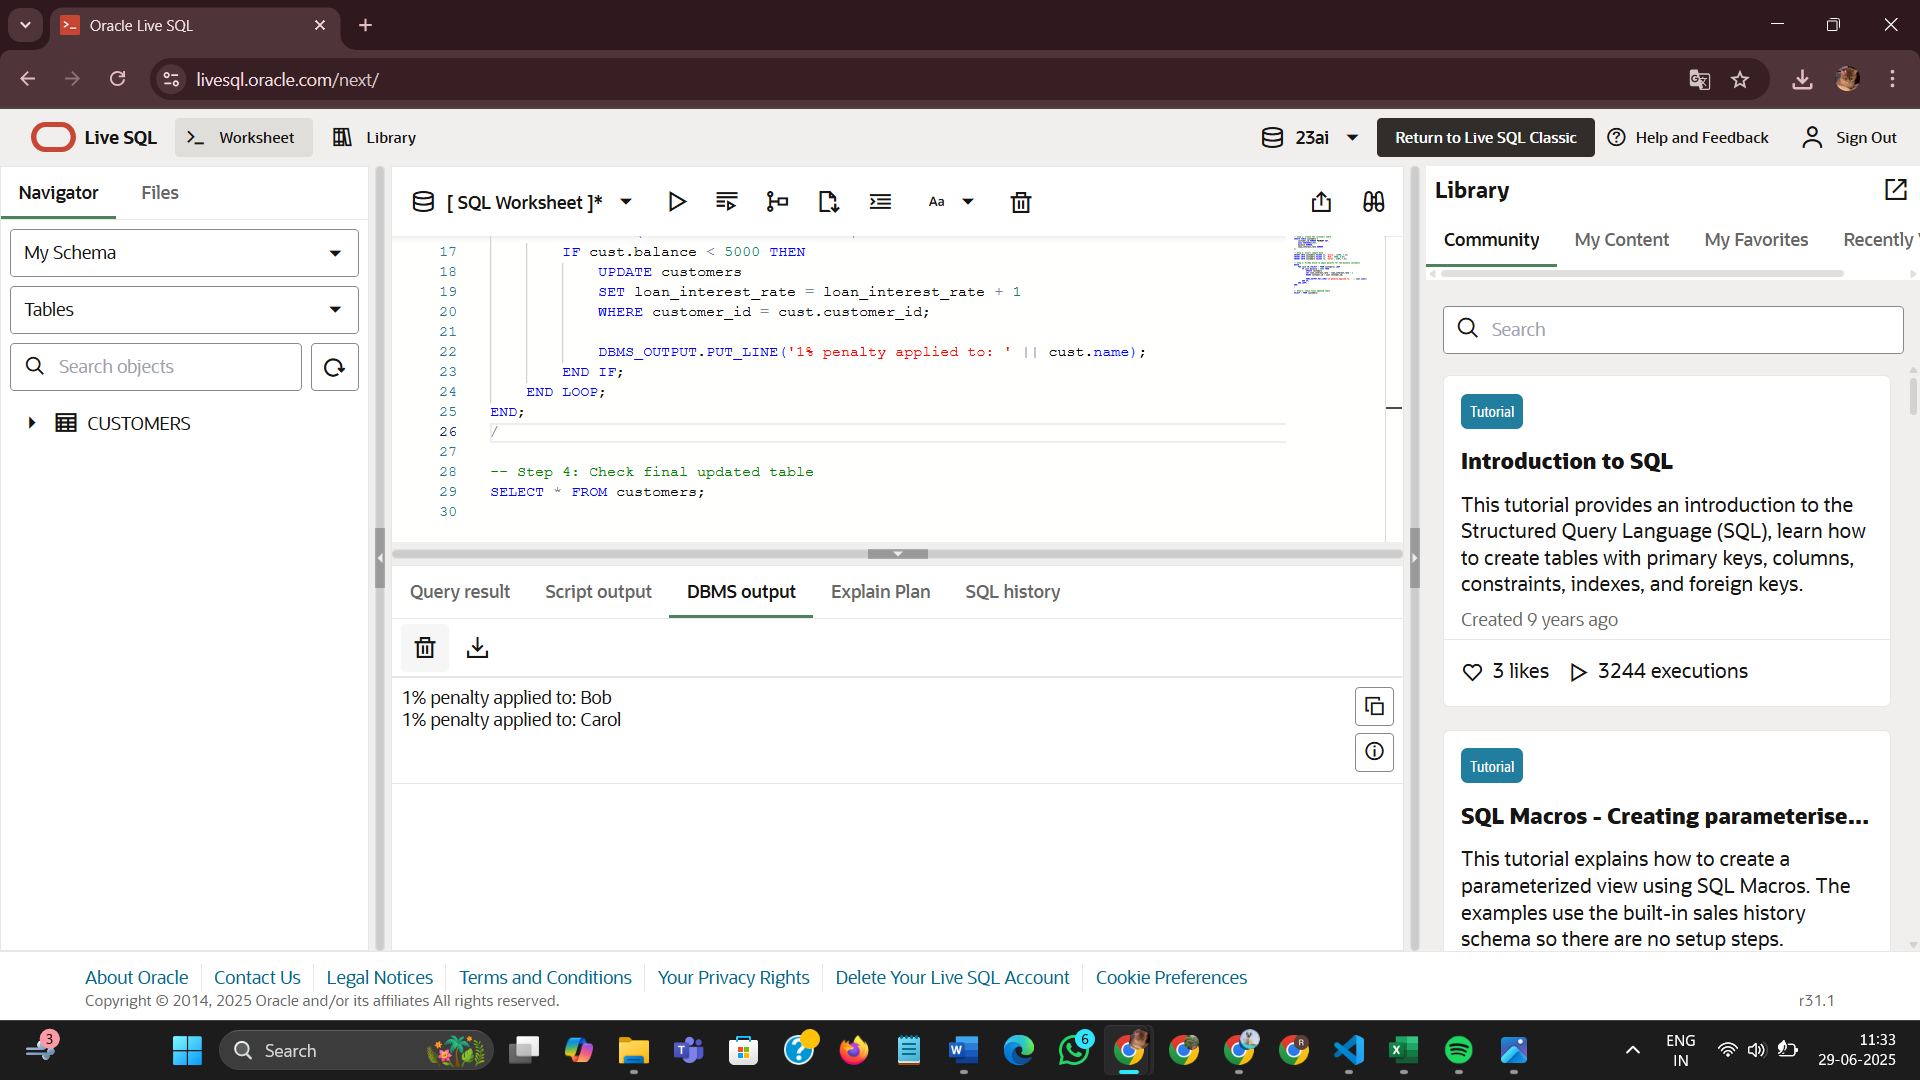 Oracle Live SQL
livesql.oracle.com/next/
Live SQL
Worksheet
Library
23ai
Return to Live SQL Classic
Help and Feedback
Sign Out
Navigator
Files
My Schema
Tables
Search objects
CUSTOMERS
[ SQL Worksheet ]*
Aa
17 IF cust.balance < 5000 THEN
18 UPDATE customers
19 SET loan_interest_rate = loan_interest_rate + 1
20 WHERE customer_id = cust.customer_id;
21
22 DBMS_OUTPUT.PUT_LINE('1% penalty applied to: ' || cust.name);
23 END IF;
24 END LOOP;
25 END;
26 /
27
28 -- Step 4: Check final updated table
29 SELECT * FROM customers;
30
Query result
Script output
DBMS output
Explain Plan
SQL history
1% penalty applied to: Bob
1% penalty applied to: Carol
Library
Community
My Content
My Favorites
Recently
Search
Tutorial
Introduction to SQL
This tutorial provides an introduction to the
Structured Query Language (SQL), learn how
to create tables with primary keys, columns,
constraints, indexes, and foreign keys.
Created 9 years ago
3 likes
3244 executions
Tutorial
SQL Macros - Creating parameterise...
This tutorial explains how to create a
parameterized view using SQL Macros. The
examples use the built-in sales history
schema so there are no setup steps.
About Oracle
Contact Us
Legal Notices
Terms and Conditions
Your Privacy Rights
Delete Your Live SQL Account
Cookie Preferences
Copyright © 2014, 2025 Oracle and/or its affiliates All rights reserved.
r31.1
3
Search
6
ENG
IN
11:33
29-06-2025